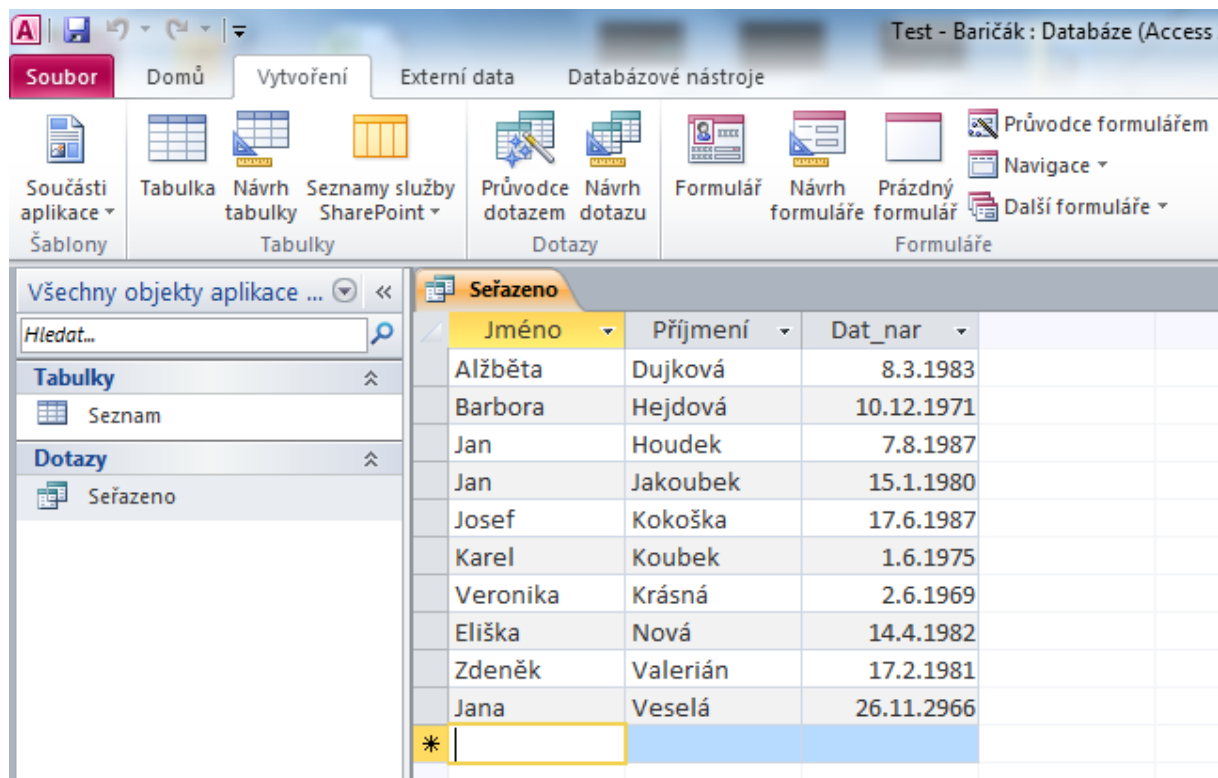 Test - Baričák : Databáze (Access
Soubor Domů Vytvoření Externí data Databázové nástroje
Součásti aplikace
Tabulka
Návrh tabulky
Seznamy služby SharePoint
Průvodce dotazem
Návrh dotazu
Formulář
Návrh formuláře
Prázdný formulář
Průvodce formulářem
Navigace
Další formuláře
Šablony Tabulky Dotazy Formuláře
Všechny objekty aplikace ...
Hledat...
Tabulky
Seznam
Dotazy
Seřazeno
Seřazeno
Jméno Příjmení Dat_nar
Alžběta Dujková 8.3.1983
Barbora Hejdová 10.12.1971
Jan Houdek 7.8.1987
Jan Jakoubek 15.1.1980
Josef Kokoška 17.6.1987
Karel Koubek 1.6.1975
Veronika Krásná 2.6.1969
Eliška Nová 14.4.1982
Zdeněk Valerián 17.2.1981
Jana Veselá 26.11.2966